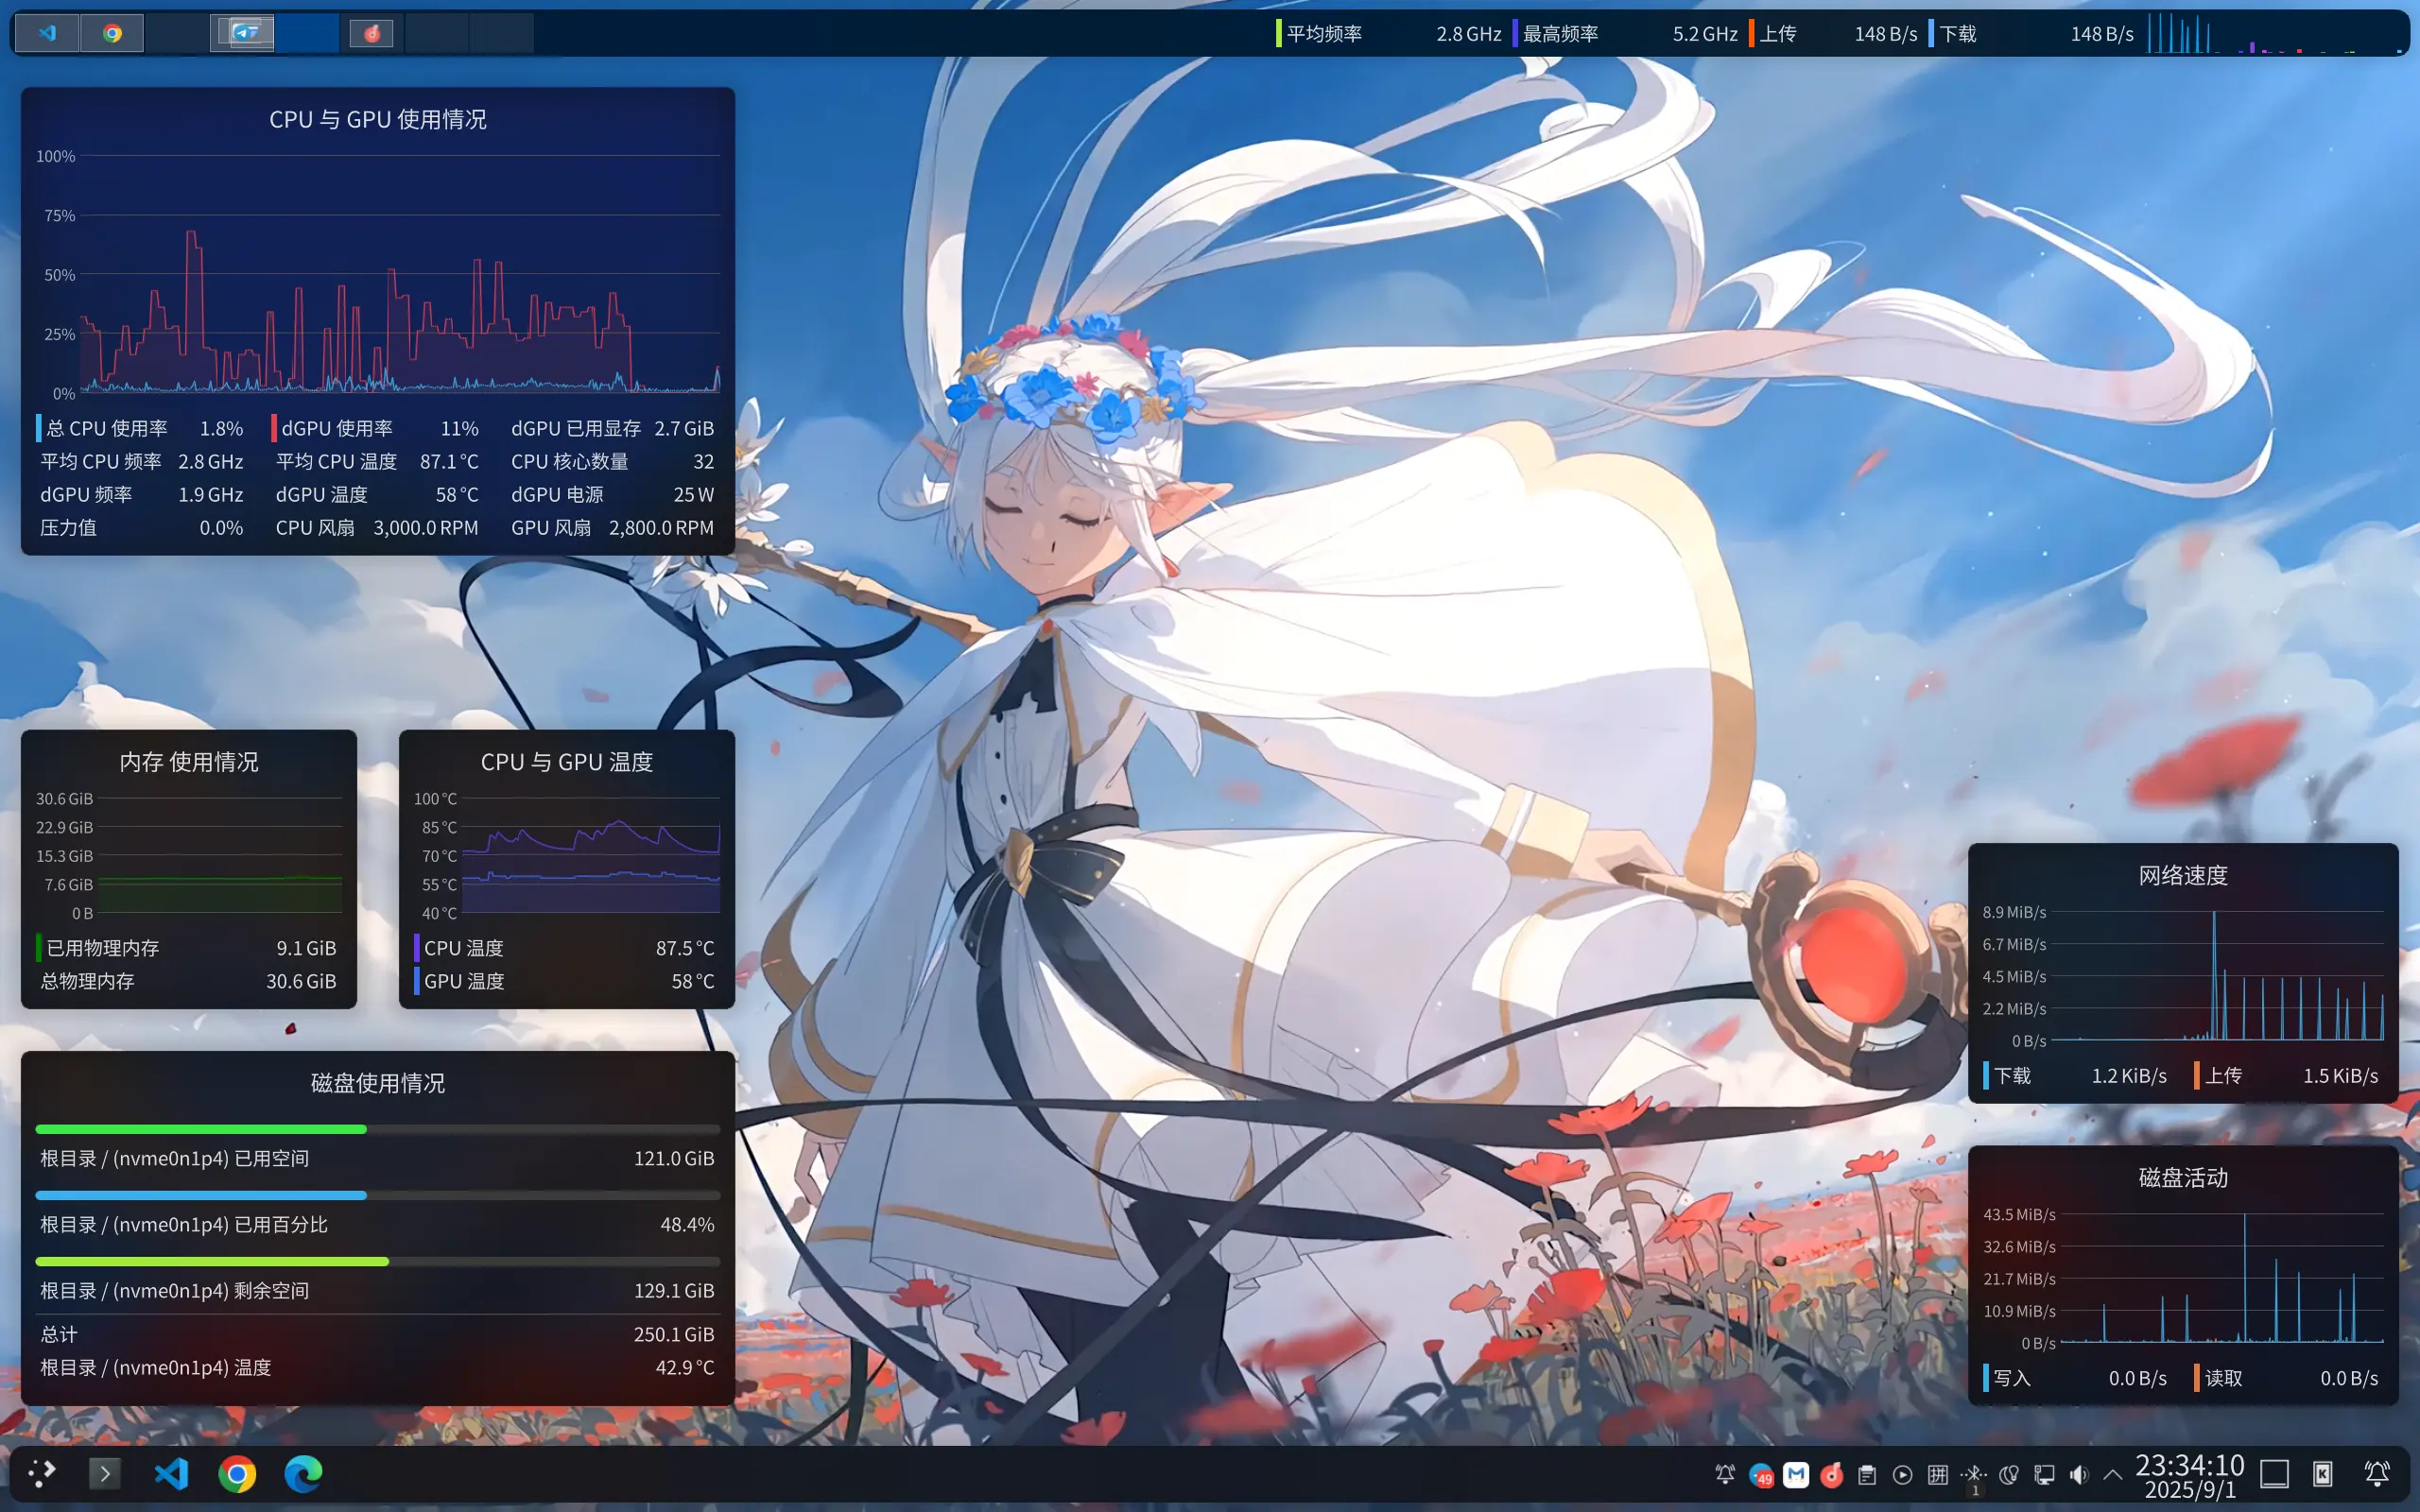 平均频率 2.8 GHz 最高频率 5.2 GHz 上传 148 B/s 下载 148 B/s
CPU 与 GPU 使用情况
100%
75%
50%
25%
0%
总 CPU 使用率 1.8% dGPU 使用率 11% dGPU 已用显存 2.7 GiB
平均 CPU 频率 2.8 GHz 平均 CPU 温度 87.1 °C CPU 核心数量 32
dGPU 频率 1.9 GHz dGPU 温度 58 °C dGPU 电源 25 W
压力值 0.0% CPU 风扇 3,000.0 RPM GPU 风扇 2,800.0 RPM
内存 使用情况
30.6 GiB
22.9 GiB
15.3 GiB
7.6 GiB
0 B
已用物理内存 9.1 GiB
总物理内存 30.6 GiB
CPU 与 GPU 温度
100 °C
85 °C
70 °C
55 °C
40 °C
CPU 温度 87.5 °C
GPU 温度 58 °C
磁盘使用情况
根目录 / (nvme0n1p4) 已用空间 121.0 GiB
根目录 / (nvme0n1p4) 已用百分比 48.4%
根目录 / (nvme0n1p4) 剩余空间 129.1 GiB
总计 250.1 GiB
根目录 / (nvme0n1p4) 温度 42.9 °C
网络速度
8.9 MiB/s
6.7 MiB/s
4.5 MiB/s
2.2 MiB/s
0 B/s
下载 1.2 KiB/s 上传 1.5 KiB/s
磁盘活动
43.5 MiB/s
32.6 MiB/s
21.7 MiB/s
10.9 MiB/s
0 B/s
写入 0.0 B/s 读取 0.0 B/s
49 拼 1 23:34:10 K
2025/9/1